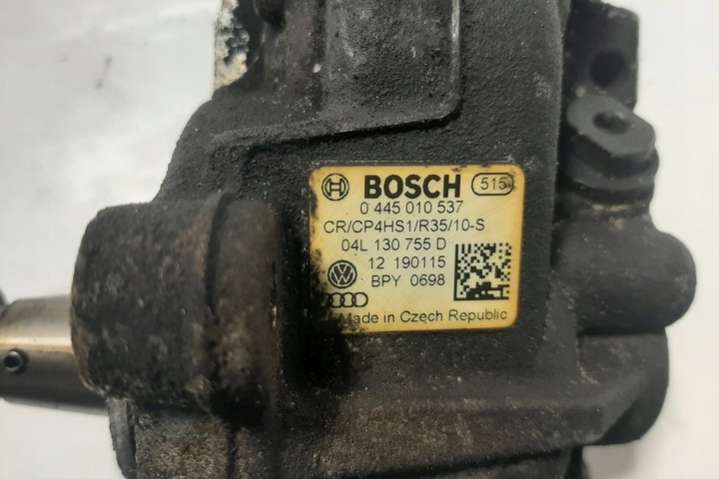 BOSCH 515
0 445 010 537
CR/CP4HS1/R35/10-S
04L 130 755 D
12 190115
BPY 0698
Made in Czech Republic